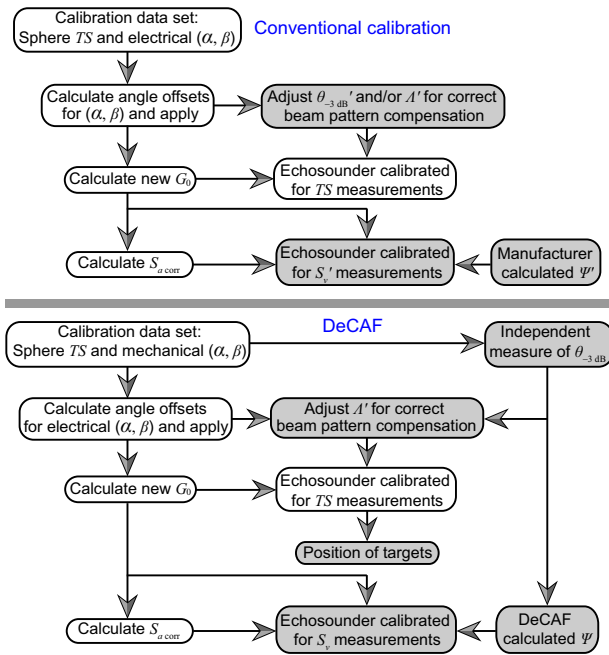 Calibration data set:
Sphere TS and electrical (α, β)
Conventional calibration
Calculate angle offsets
for (α, β) and apply
Adjust θ₋₃ dB′ and/or Λ′ for correct
beam pattern compensation
Calculate new G₀
Echosounder calibrated
for TS measurements
Calculate Sa corr
Echosounder calibrated
for Sv′ measurements
Manufacturer
calculated Ψ′
Calibration data set:
Sphere TS and mechanical (α, β)
DeCAF
Independent
measure of θ₋₃ dB
Calculate angle offsets
for electrical (α, β) and apply
Adjust Λ′ for correct
beam pattern compensation
Calculate new G₀
Echosounder calibrated
for TS measurements
Position of targets
Calculate Sa corr
Echosounder calibrated
for Sv measurements
DeCAF
calculated Ψ